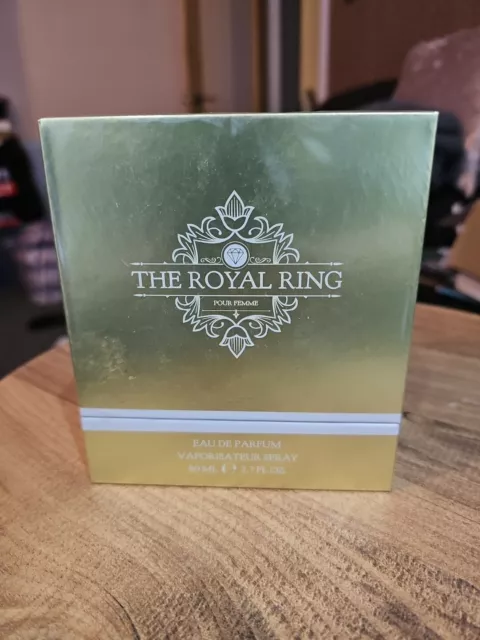 THE ROYAL RING
POUR FEMME
EAU DE PARFUM
VAPORISATEUR SPRAY
80 ML ℮ 2.7 FL.OZ.